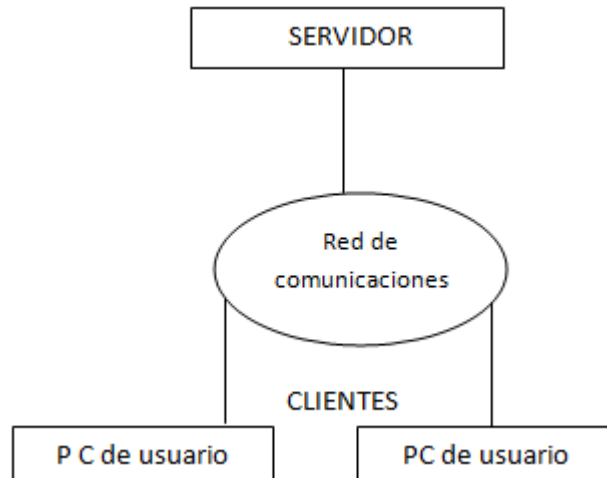 SERVIDOR
Red de
comunicaciones
CLIENTES
P C de usuario
PC de usuario